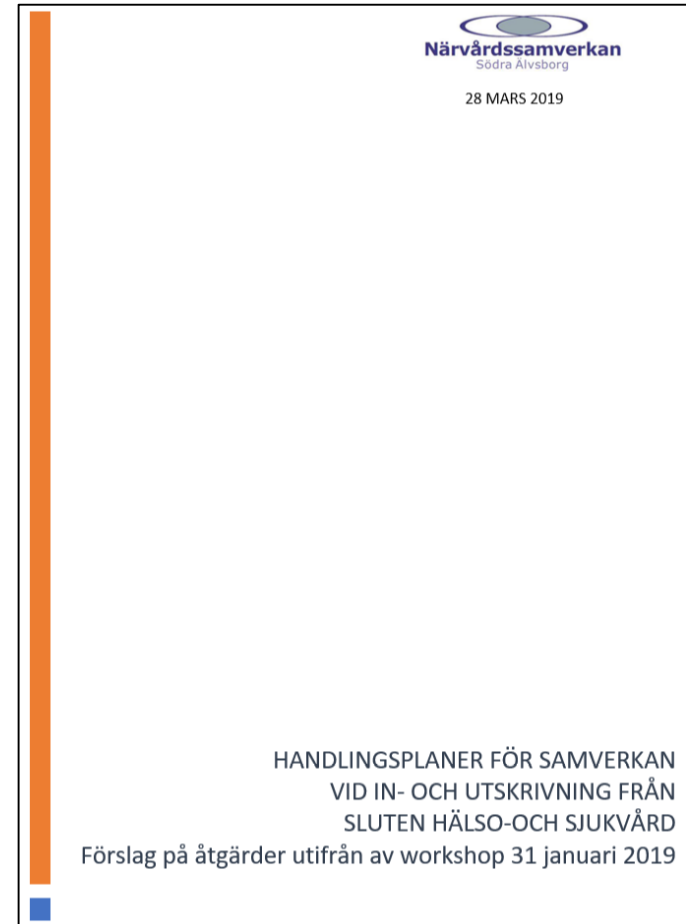 Närvårdssamverkan
Södra Älvsborg
28 MARS 2019
HANDLINGSPLANER FÖR SAMVERKAN
VID IN- OCH UTSKRIVNING FRÅN
SLUTEN HÄLSO-OCH SJUKVÅRD
Förslag på åtgärder utifrån av workshop 31 januari 2019